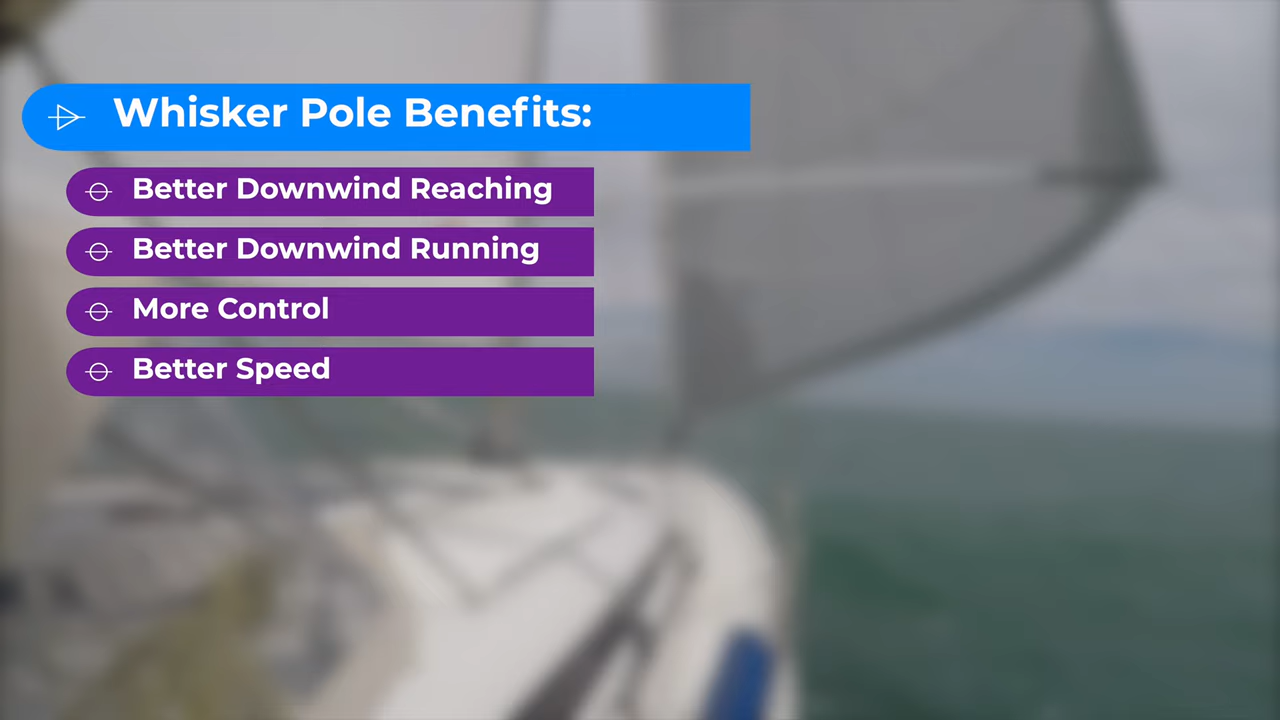 Whisker Pole Benefits:
Better Downwind Reaching
Better Downwind Running
More Control
Better Speed